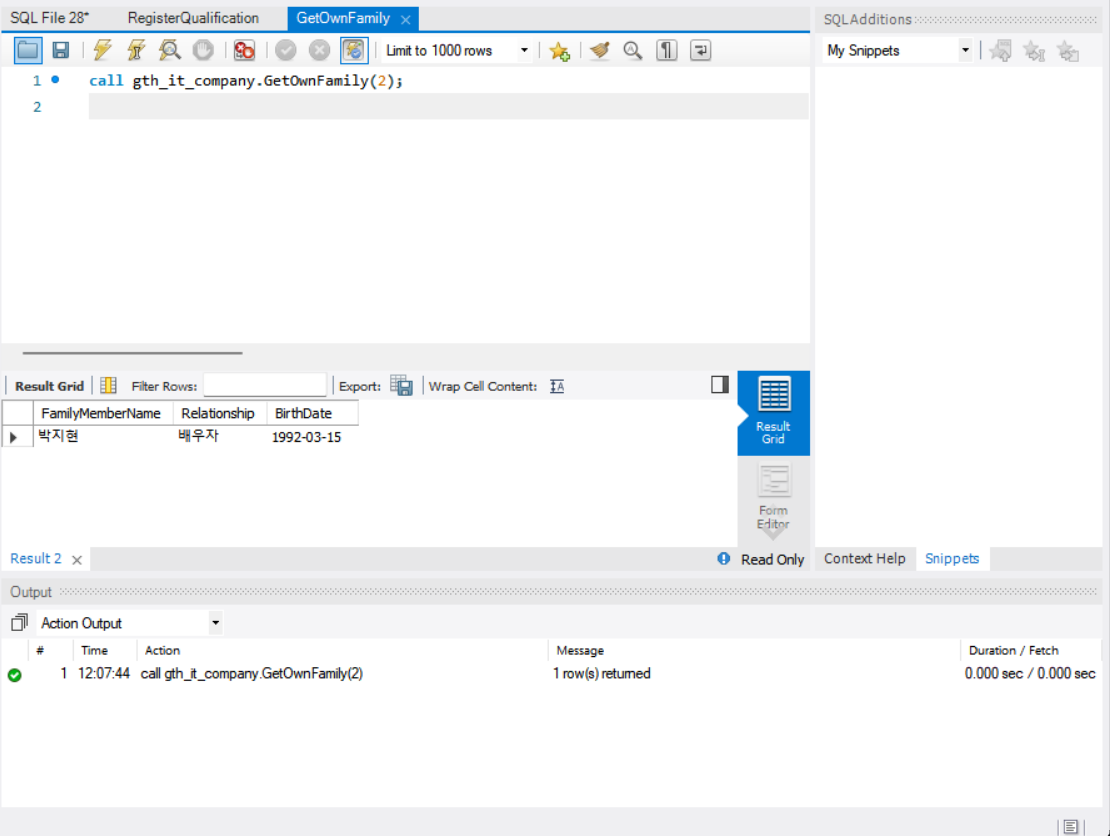 SQL File 28* RegisterQualification GetOwnFamily
SQLAdditions
Limit to 1000 rows
My Snippets
1 call gth_it_company.GetOwnFamily(2);
2
Result Grid Filter Rows: Export: Wrap Cell Content:
FamilyMemberName Relationship BirthDate
박지현 배우자 1992-03-15
Result Grid
Form Editor
Result 2 Read Only Context Help Snippets
Output
Action Output
# Time Action Message Duration / Fetch
1 12:07:44 call gth_it_company.GetOwnFamily(2) 1 row(s) returned 0.000 sec / 0.000 sec